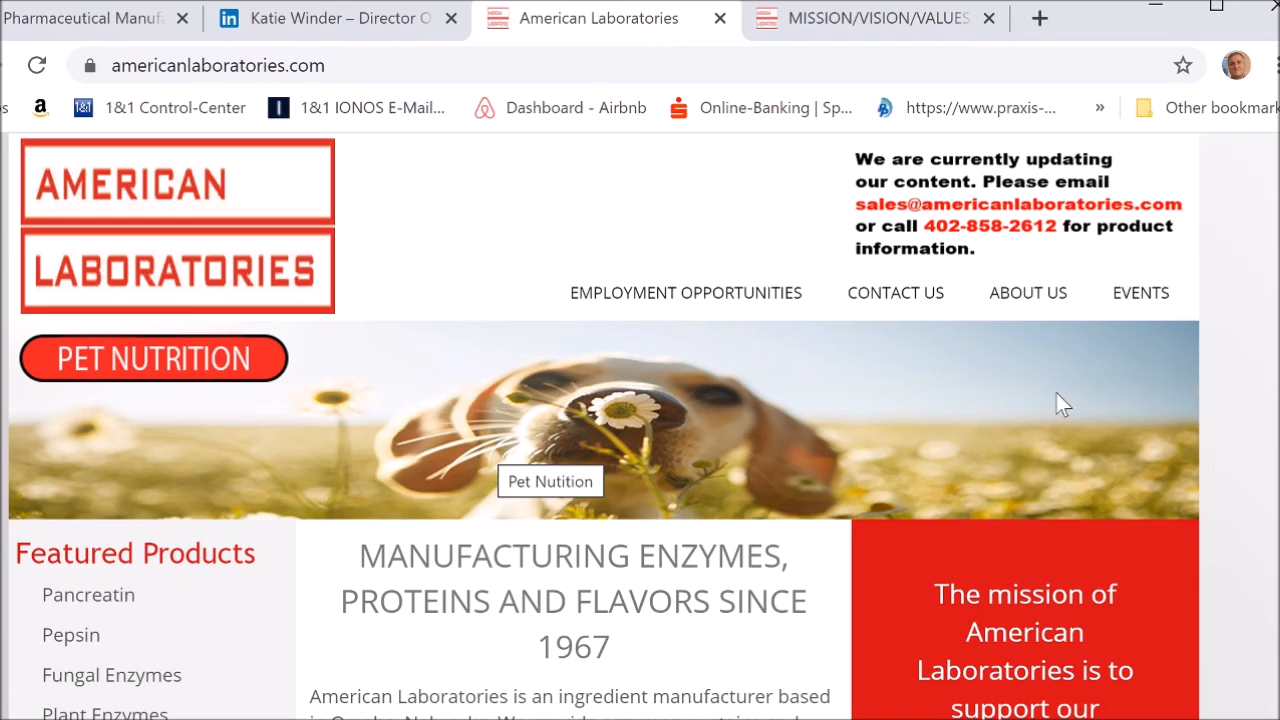 Pharmaceutical Manuf
Katie Winder – Director O
American Laboratories
MISSION/VISION/VALUES
americanlaboratories.com
1&1 Control-Center
1&1 IONOS E-Mail...
Dashboard - Airbnb
Online-Banking | Sp...
https://www.praxis-...
»
Other bookmark
AMERICAN
LABORATORIES
We are currently updating
our content. Please email
sales@americanlaboratories.com
or call 402-858-2612 for product
information.
EMPLOYMENT OPPORTUNITIES
CONTACT US
ABOUT US
EVENTS
PET NUTRITION
Pet Nutition
Featured Products
Pancreatin
Pepsin
Fungal Enzymes
Plant Enzymes
MANUFACTURING ENZYMES,
PROTEINS AND FLAVORS SINCE
1967
American Laboratories is an ingredient manufacturer based
The mission of
American
Laboratories is to
support our